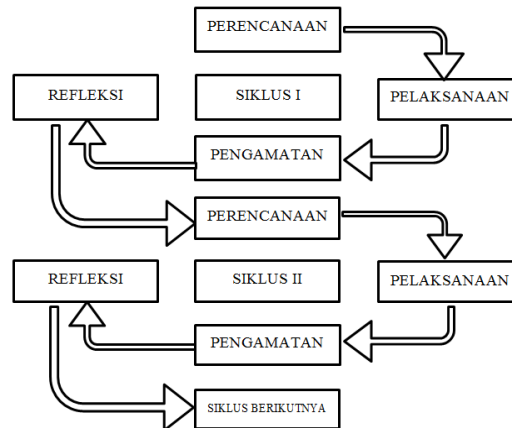 PERENCANAAN
REFLEKSI
SIKLUS I
PELAKSANAAN
PENGAMATAN
PERENCANAAN
REFLEKSI
SIKLUS II
PELAKSANAAN
PENGAMATAN
SIKLUS BERIKUTNYA